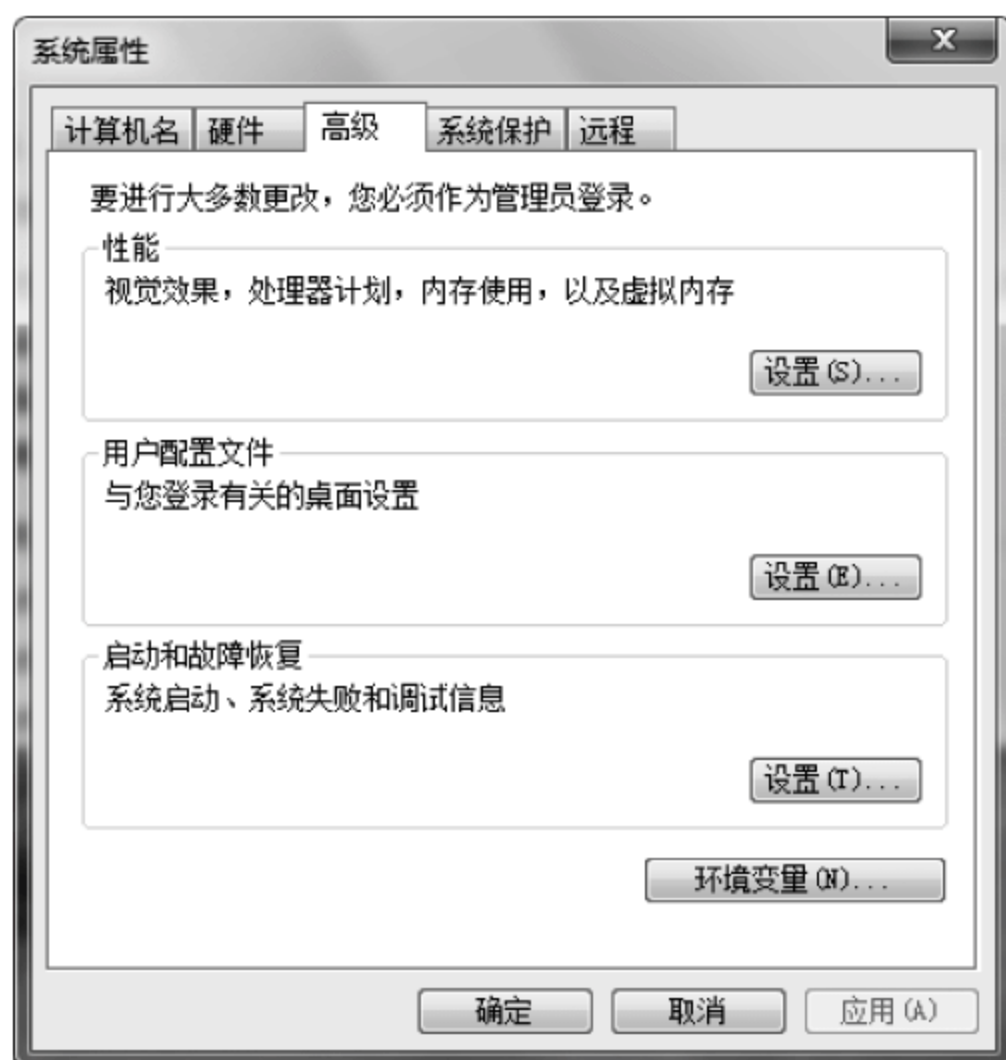 系统属性
计算机名 硬件 高级 系统保护 远程
要进行大多数更改，您必须作为管理员登录。
性能
视觉效果，处理器计划，内存使用，以及虚拟内存
设置(S)...
用户配置文件
与您登录有关的桌面设置
设置(E)...
启动和故障恢复
系统启动、系统失败和调试信息
设置(T)...
环境变量(N)...
确定 取消 应用(A)